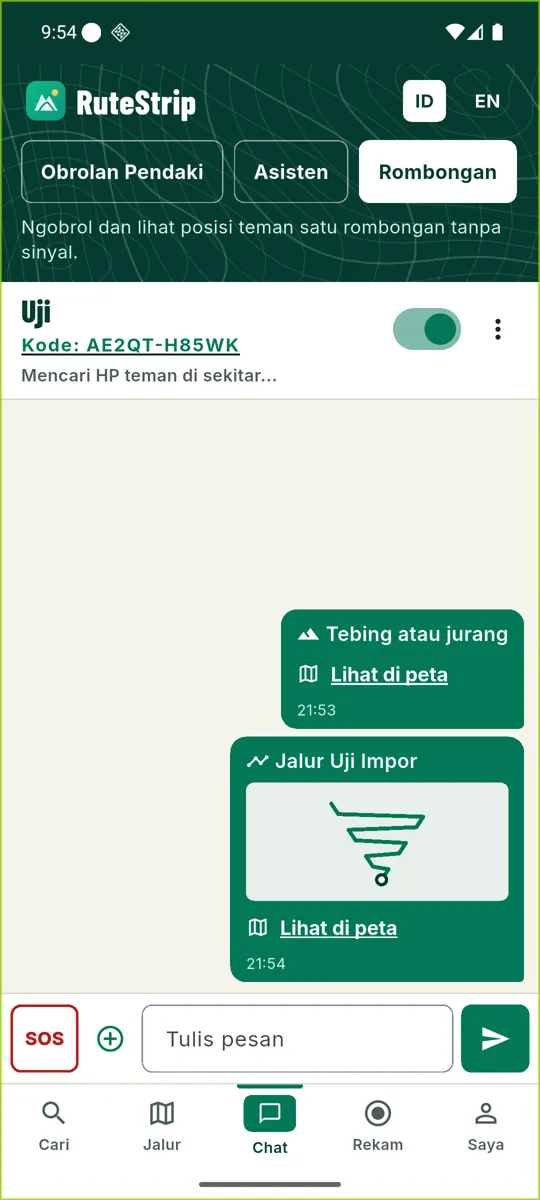 9:54
RuteStrip
ID
EN
Obrolan Pendaki
Asisten
Rombongan
Ngobrol dan lihat posisi teman satu rombongan tanpa
sinyal.
Uji
Kode: AE2QT-H85WK
Mencari HP teman di sekitar...
Tebing atau jurang
Lihat di peta
21:53
Jalur Uji Impor
Lihat di peta
21:54
SOS
Tulis pesan
Cari
Jalur
Chat
Rekam
Saya